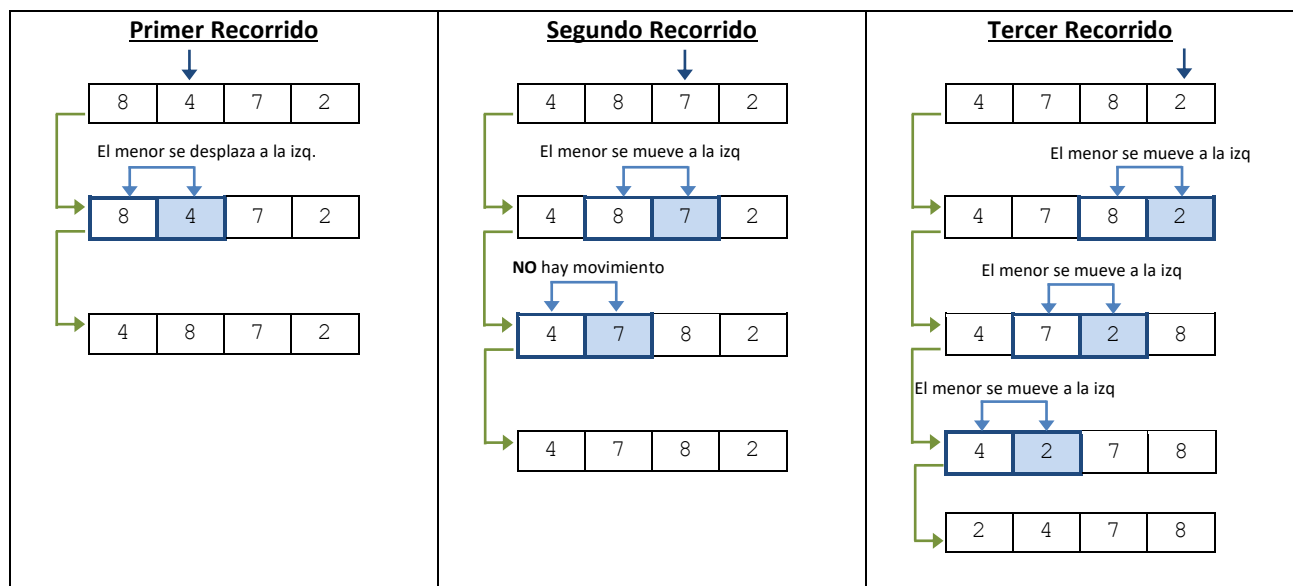 Primer Recorrido
8 4 7 2
El menor se desplaza a la izq.
8 4 7 2
4 8 7 2
Segundo Recorrido
4 8 7 2
El menor se mueve a la izq
4 8 7 2
NO hay movimiento
4 7 8 2
4 7 8 2
Tercer Recorrido
4 7 8 2
El menor se mueve a la izq
4 7 8 2
El menor se mueve a la izq
4 7 2 8
El menor se mueve a la izq
4 2 7 8
2 4 7 8